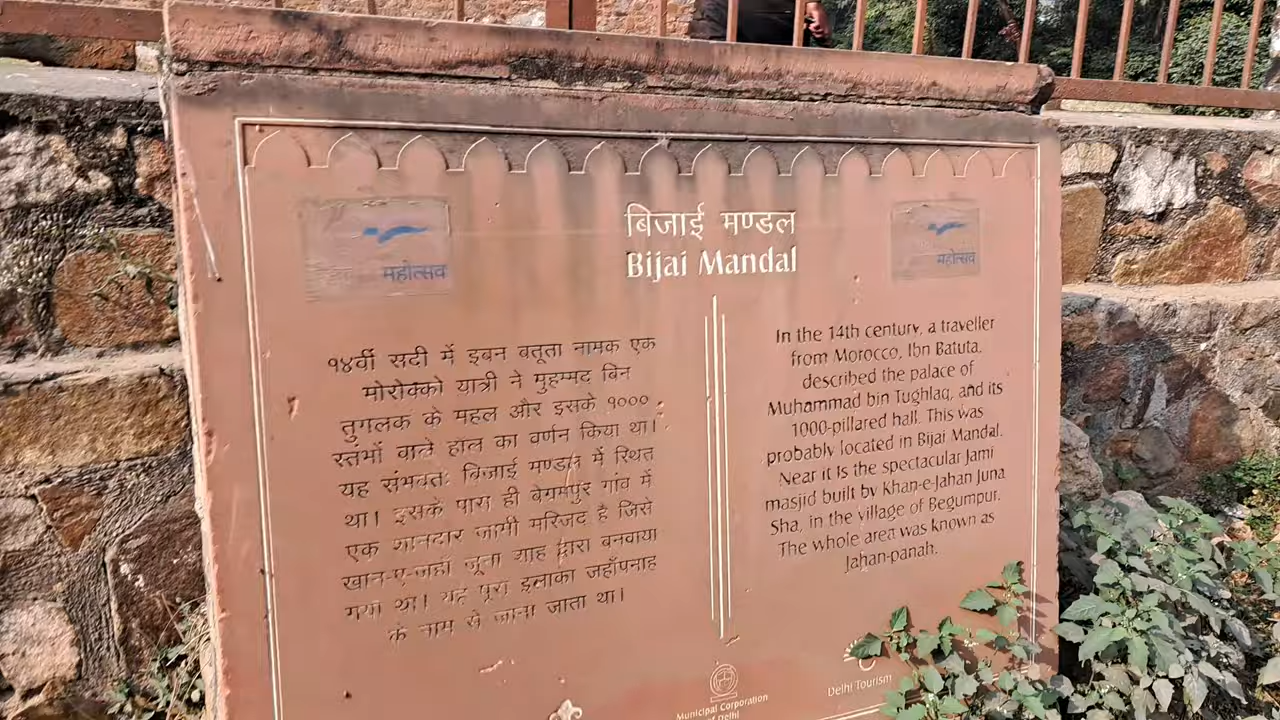 महोत्सव
बिजाई मण्डल
Bijai Mandal
महोत्सव
१४वीं सदी में इबन बतूता नामक एक
मोरोक्को यात्री ने मुहम्मद बिन
तुगलक के महल और इसके १०००
स्तंभों वाले हॉल का वर्णन किया था।
यह संभवतः बिजाई मण्डल में स्थित
था। इसके पास ही बेगमपुर गांव में
एक शानदार जामी मस्जिद है जिसे
खान-ए-जहाँ जूना शाह द्वारा बनवाया
गया था। यह पूरा इलाका जहाँपनाह
के नाम से जाना जाता था।
In the 14th century, a traveller
from Morocco, Ibn Batuta,
described the palace of
Muhammad bin Tughlaq, and its
1000-pillared hall. This was
probably located in Bijai Mandal.
Near it is the spectacular Jami
masjid built by Khan-e-Jahan Juna
Sha, in the village of Begumpur.
The whole area was known as
Jahan-panah.
Municipal Corporation
of Delhi
Delhi Tourism